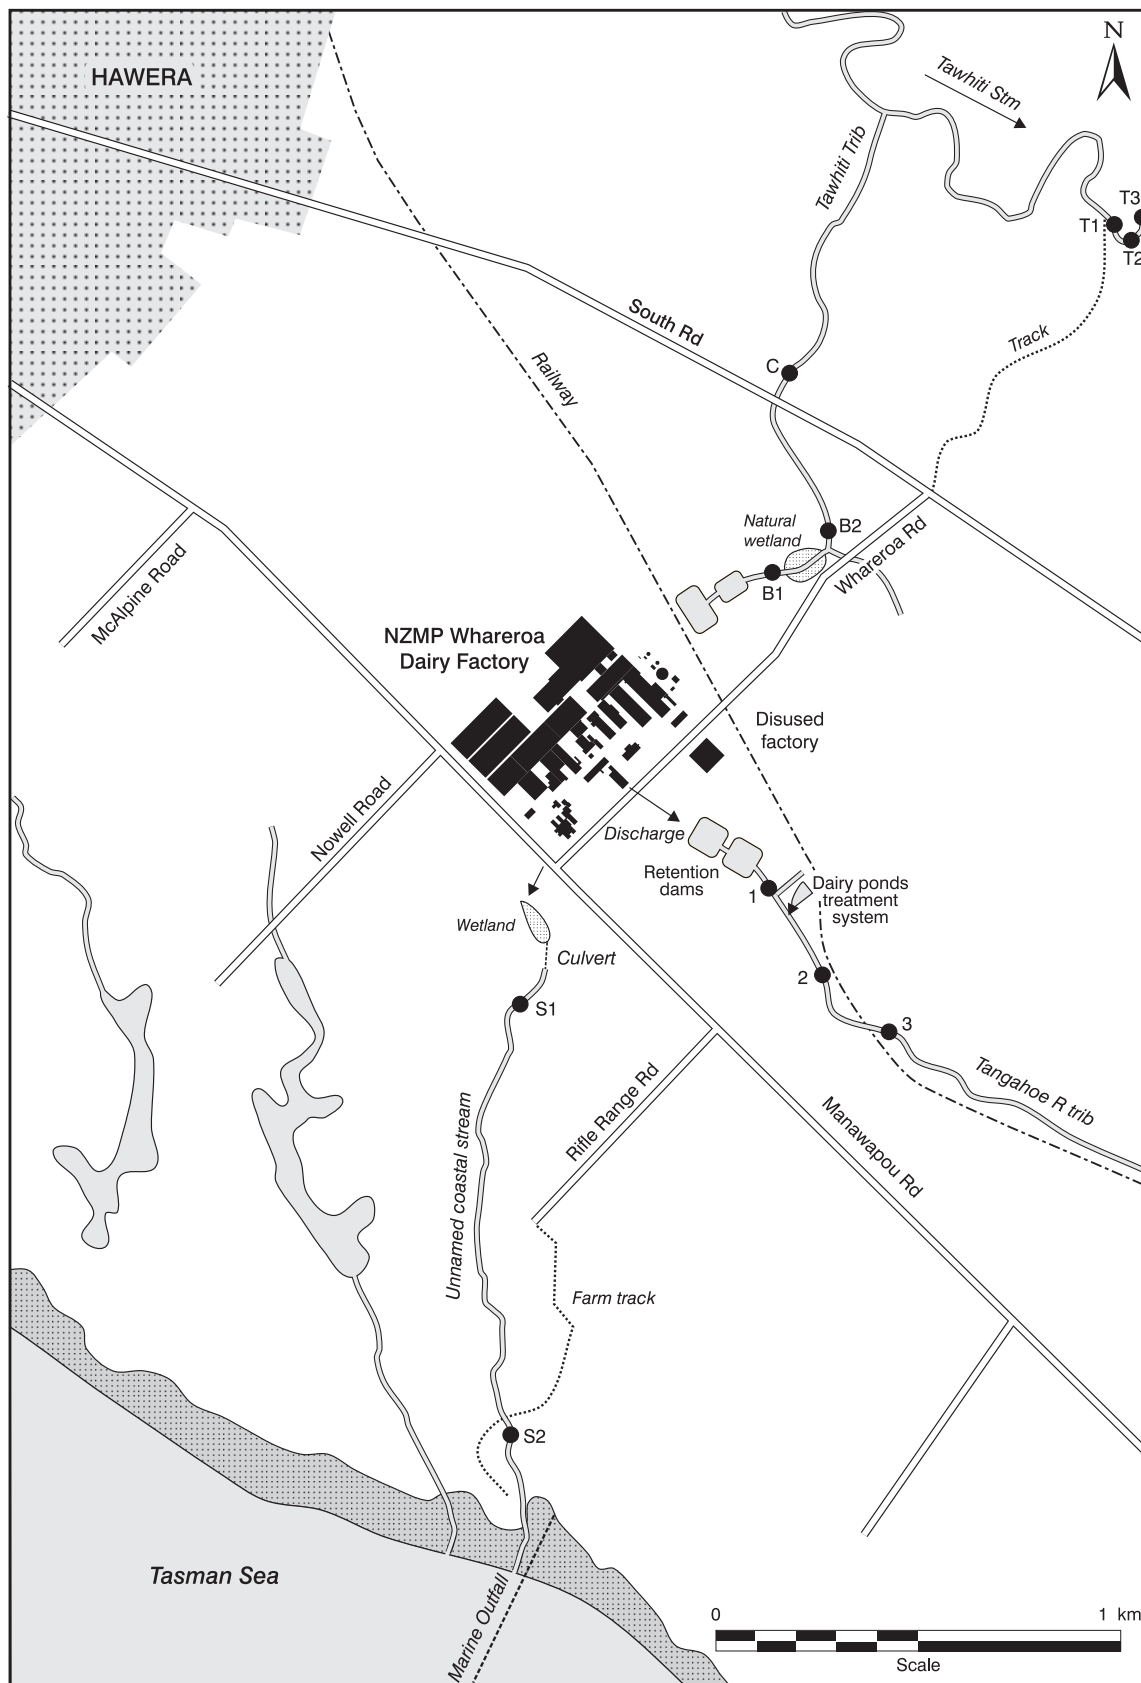 N
HAWERA
Tawhiti Stm
Tawhiti Trib
T3
T1
T2
South Rd
Track
Railway
C
Natural
wetland
B2
Whareroa Rd
B1
McAlpine Road
NZMP Whareroa
Dairy Factory
Disused
factory
Nowell Road
Discharge
Retention
dams
1
Dairy ponds
treatment
system
Wetland
Culvert
2
S1
3
Tangahoe R trib
Rifle Range Rd
Manawapou Rd
Unnamed coastal stream
Farm track
S2
Tasman Sea
Marine Outfall
0
1 km
Scale